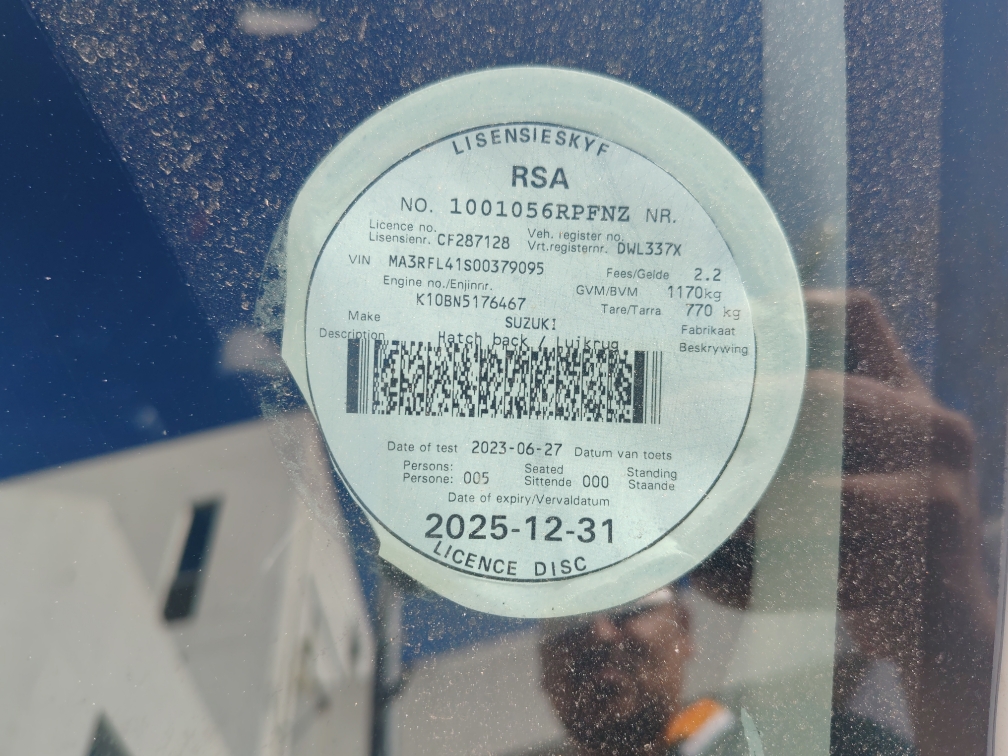 LISENSIESKYF
RSA
NO. 1001056RPFNZ NR.
Licence no. Veh. register no.
Lisensienr. CF287128 Vrt.registernr. DWL337X
VIN MA3RFL41S00379095 Fees/Gelde 2.2
Engine no./Enjinnr. GVM/BVM 1170kg
K10BN5176467 Tare/Tarra 770 kg
Make SUZUKI Fabrikaat
Description Hatch back / Luikrug Beskrywing
Date of test 2023-06-27 Datum van toets
Persons: Seated Standing
Persone: 005 Sittende 000 Staande
Date of expiry/Vervaldatum
2025-12-31
LICENCE DISC